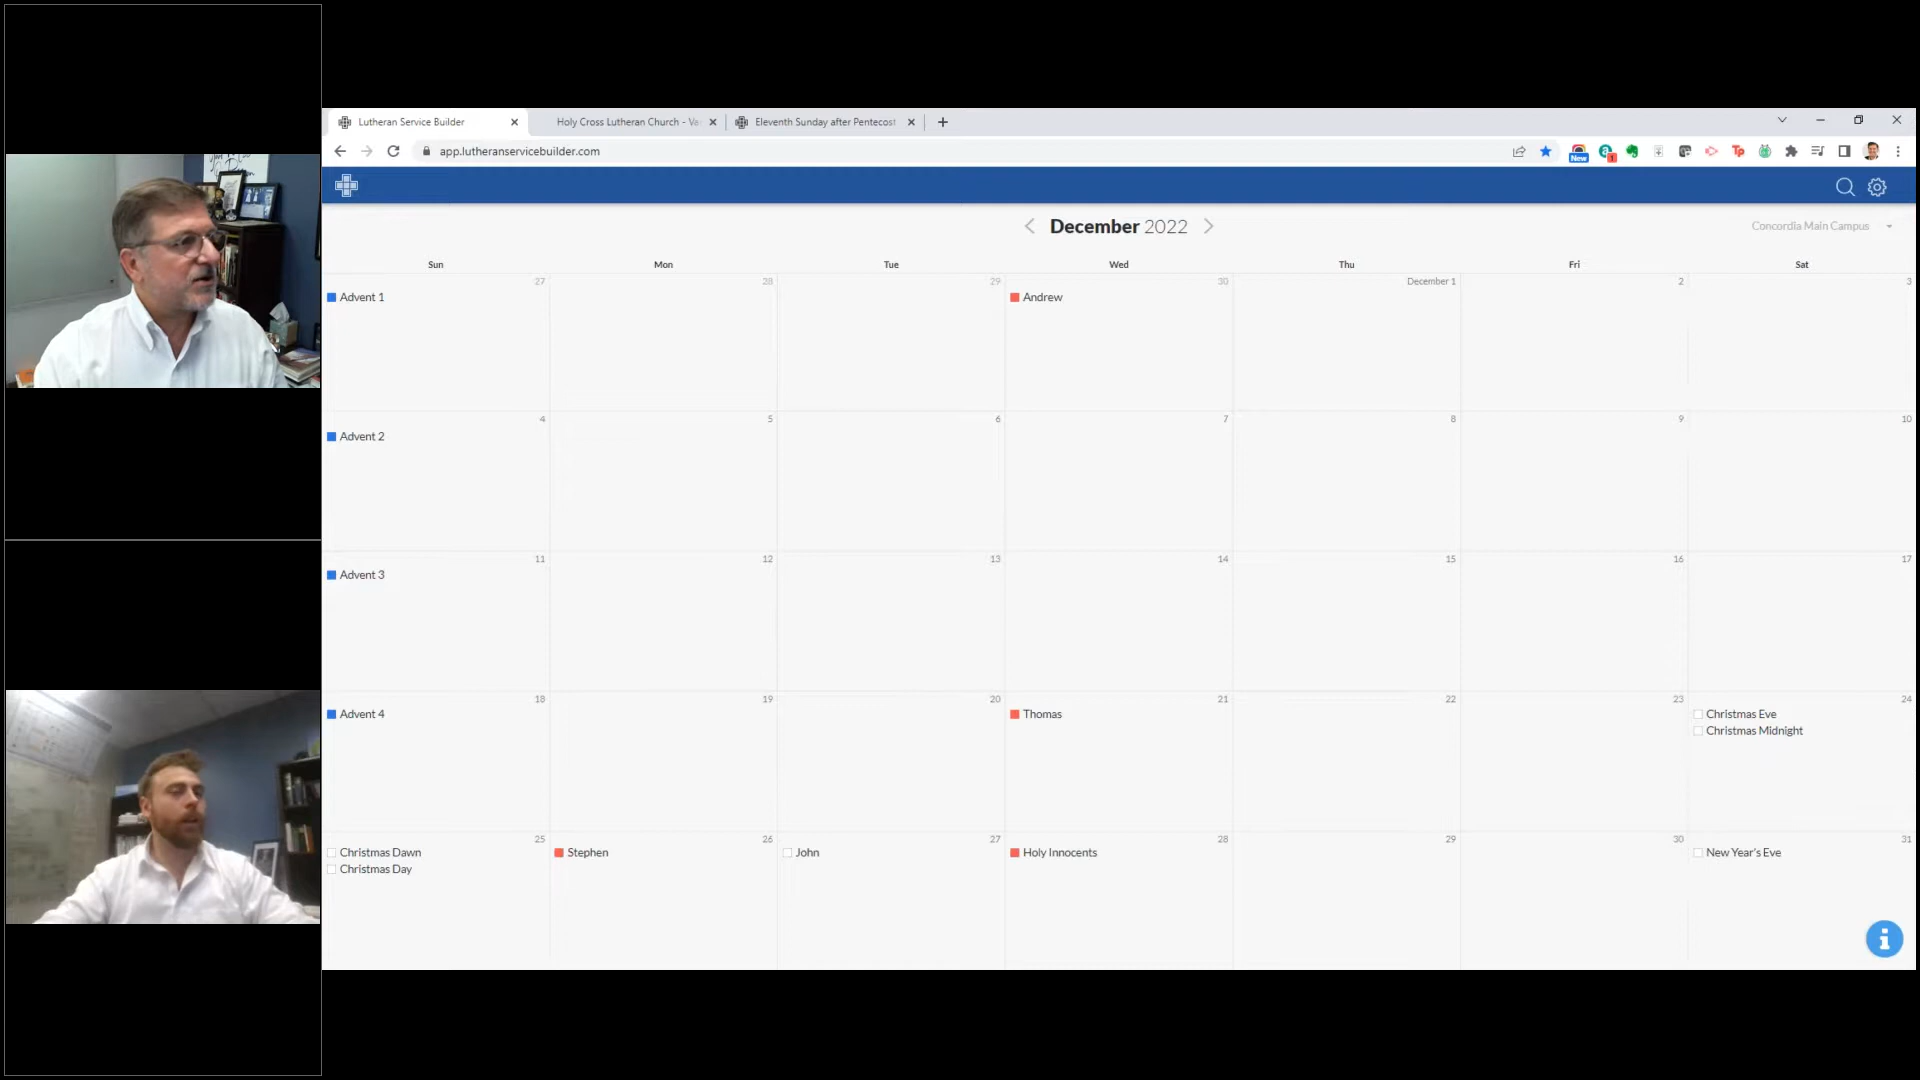 Lutheran Service Builder
Holy Cross Lutheran Church - Va
Eleventh Sunday after Pentecost
app.lutheranservicebuilder.com
New
1
Tp
December 2022
Concordia Main Campus
Sun Mon Tue Wed Thu Fri Sat
27 28 29 30 December 1 2 3
Advent 1 Andrew
4 5 6 7 8 9 10
Advent 2
11 12 13 14 15 16 17
Advent 3
18 19 20 21 22 23 24
Advent 4 Thomas Christmas Eve
Christmas Midnight
25 26 27 28 29 30 31
Christmas Dawn Stephen John Holy Innocents New Year's Eve
Christmas Day